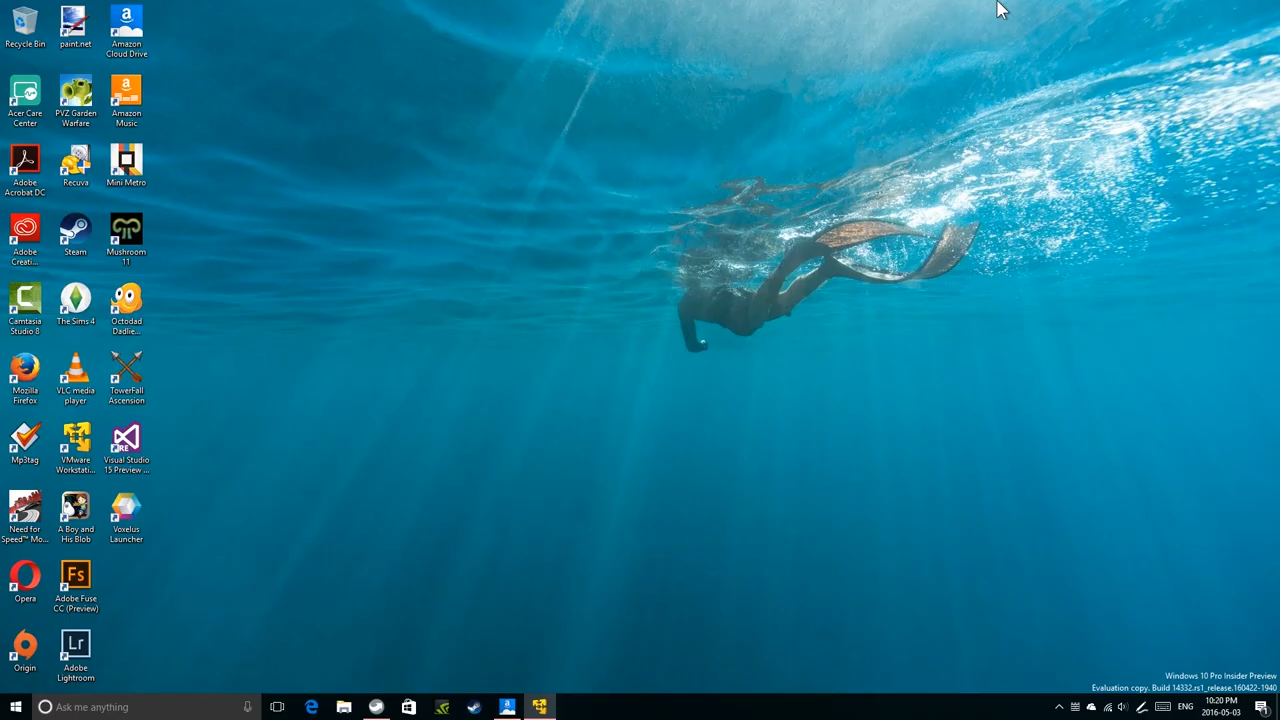 Recycle Bin
paint.net
Amazon
Cloud Drive
Acer Care
Center
PVZ Garden
Warfare
Amazon
Music
Adobe
Acrobat DC
Recuva
Mini Metro
Adobe
Creati...
Steam
Mushroom
11
Camtasia
Studio 8
The Sims 4
Octodad
Dadlie...
Mozilla
Firefox
VLC media
player
TowerFall
Ascension
Mp3tag
VMware
Workstati...
Visual Studio
15 Preview ...
Need for
Speed™ Mo...
A Boy and
His Blob
Voxelus
Launcher
Opera
Adobe Fuse
CC (Preview)
Origin
Adobe
Lightroom
Windows 10 Pro Insider Preview
Evaluation copy. Build 14332.rs1_release.160422-1940
Ask me anything
ENG
10:20 PM
2016-05-03